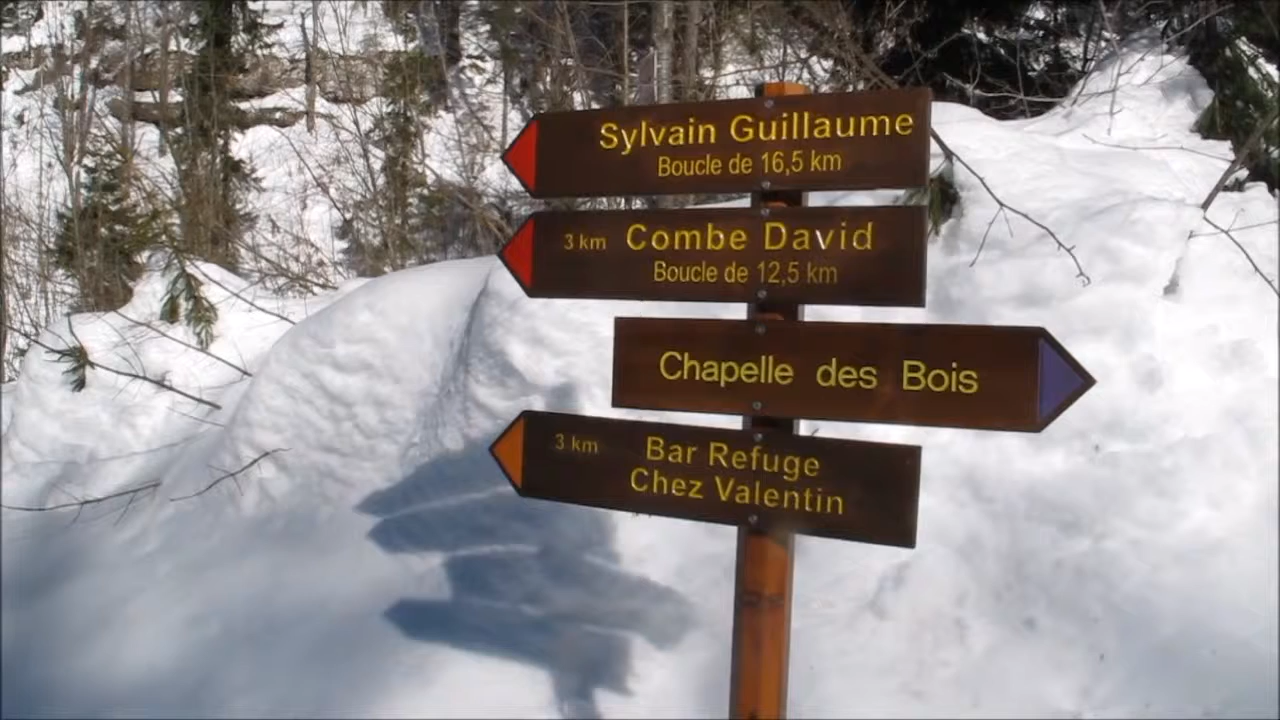 Sylvain Guillaume
Boucle de 16,5 km
3 km Combe David
Boucle de 12,5 km
Chapelle des Bois
3 km Bar Refuge
Chez Valentin